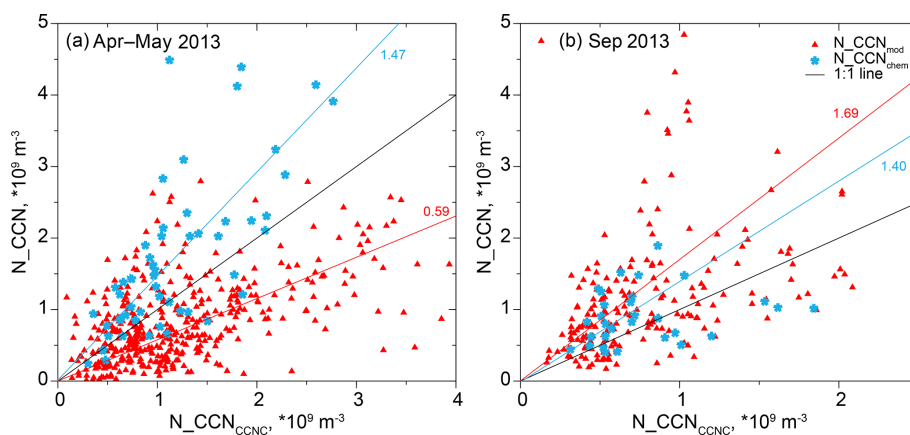 (a) Apr–May 2013
1.47
0.59
5
4
3
2
1
0
N_CCN, *10⁹ m⁻³
0 1 2 3 4
N_CCN_CCNC, *10⁹ m⁻³
(b) Sep 2013
N_CCN_mod
N_CCN_chem
1:1 line
1.69
1.40
5
4
3
2
1
0
N_CCN, *10⁹ m⁻³
0 1 2
N_CCN_CCNC, *10⁹ m⁻³